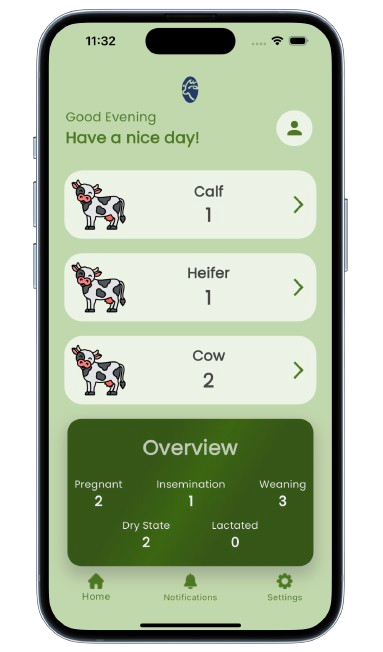 11:32
Good Evening
Have a nice day!
Calf
1
Heifer
1
Cow
2
Overview
Pregnant Insemination Weaning
2 1 3
Dry State Lactated
2 0
Home Notifications Settings